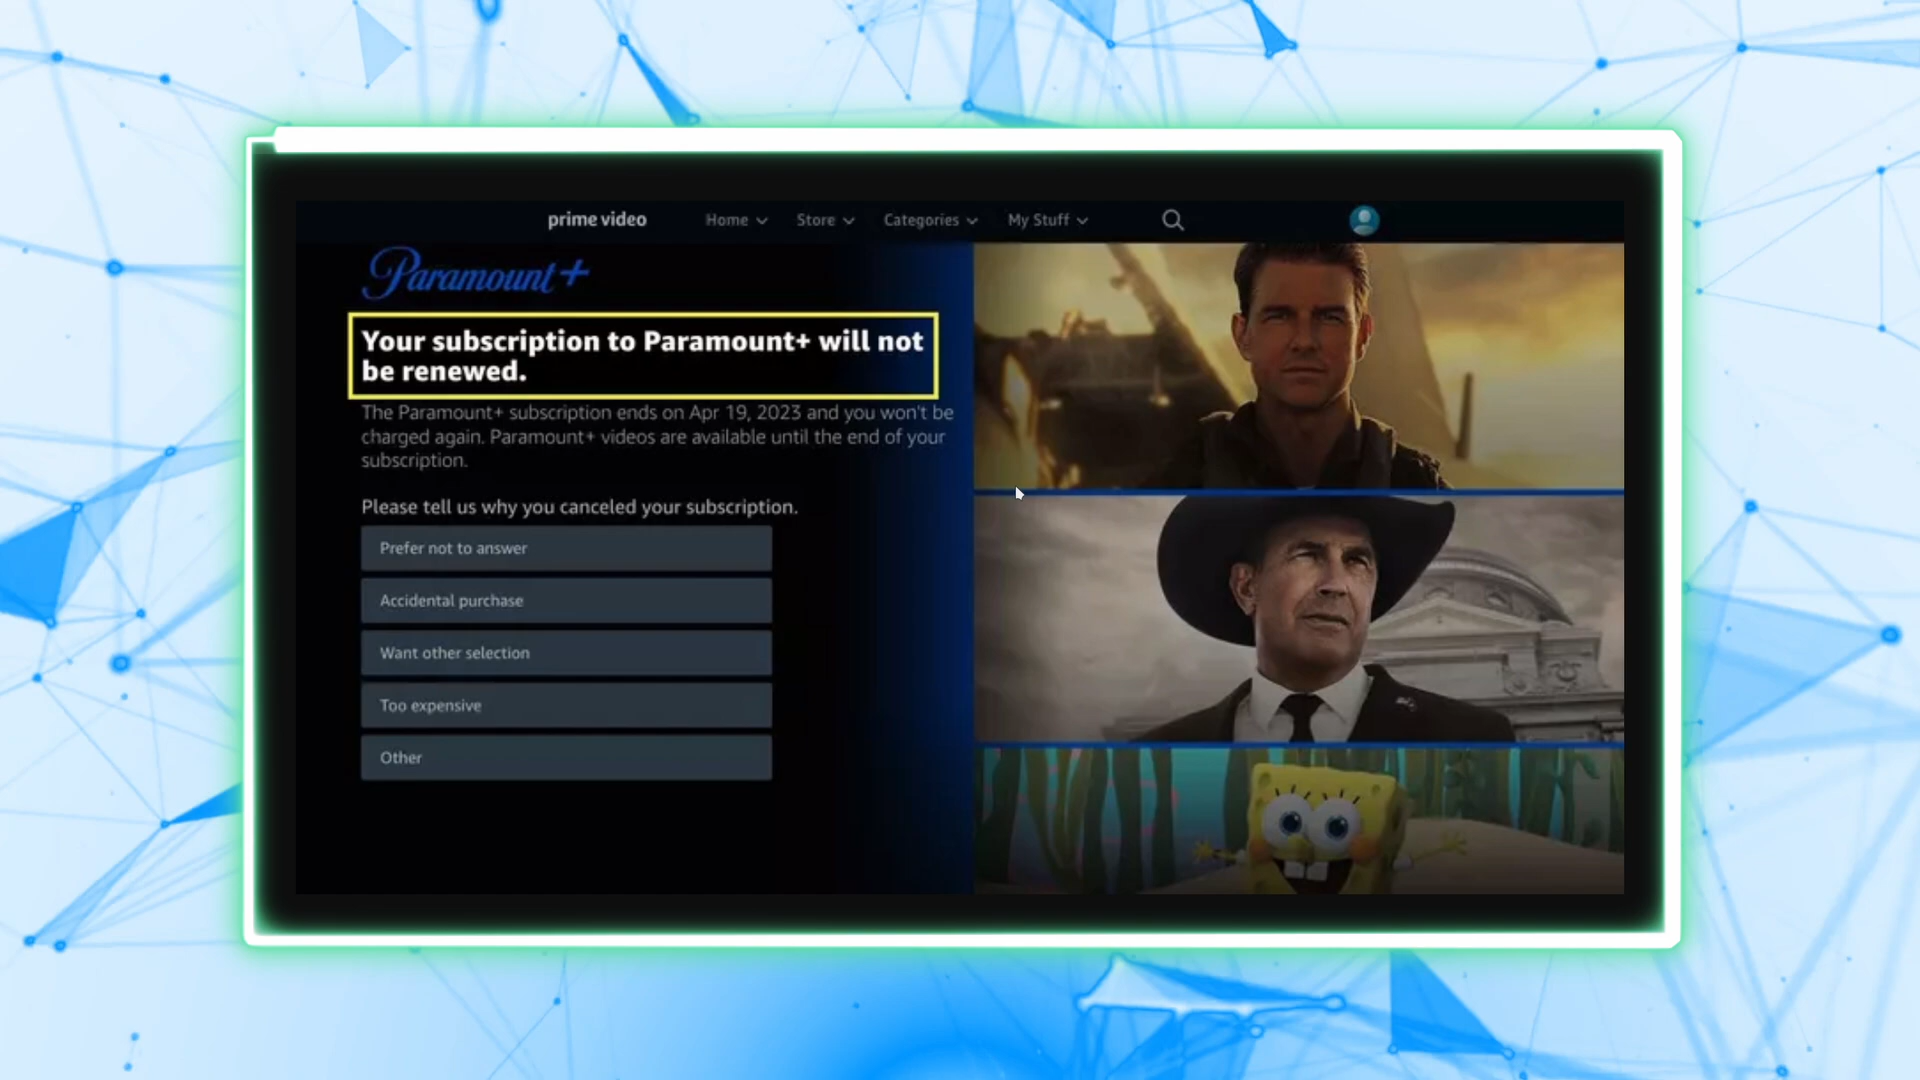 prime video Home Store Categories My Stuff
Paramount+
Your subscription to Paramount+ will not
be renewed.
The Paramount+ subscription ends on Apr 19, 2023 and you won't be
charged again. Paramount+ videos are available until the end of your
subscription.
Please tell us why you canceled your subscription.
Prefer not to answer
Accidental purchase
Want other selection
Too expensive
Other